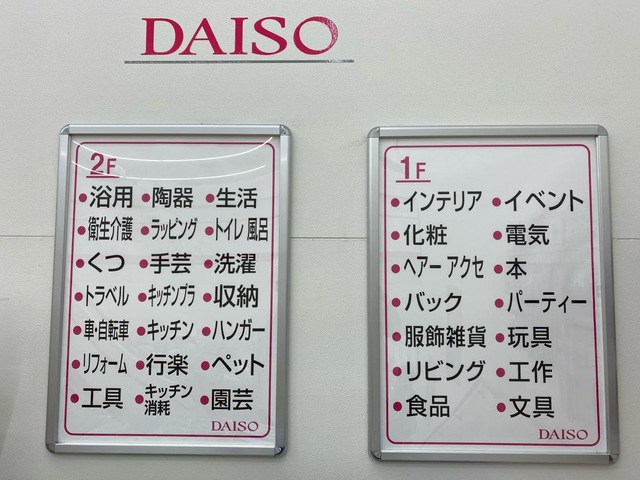 DAISO
2F
●浴用 ●陶器 ●生活
●衛生介護 ●ラッピング ●トイレ 風呂
●くつ ●手芸 ●洗濯
●トラベル ●キッチンプラ ●収納
●車・自転車 ●キッチン ●ハンガー
●リフォーム ●行楽 ●ペット
●工具 ●キッチン消耗 ●園芸
DAISO
1F
●インテリア ●イベント
●化粧 ●電気
●ヘアー アクセ ●本
●バック ●パーティー
●服飾雑貨 ●玩具
●リビング ●工作
●食品 ●文具
DAISO